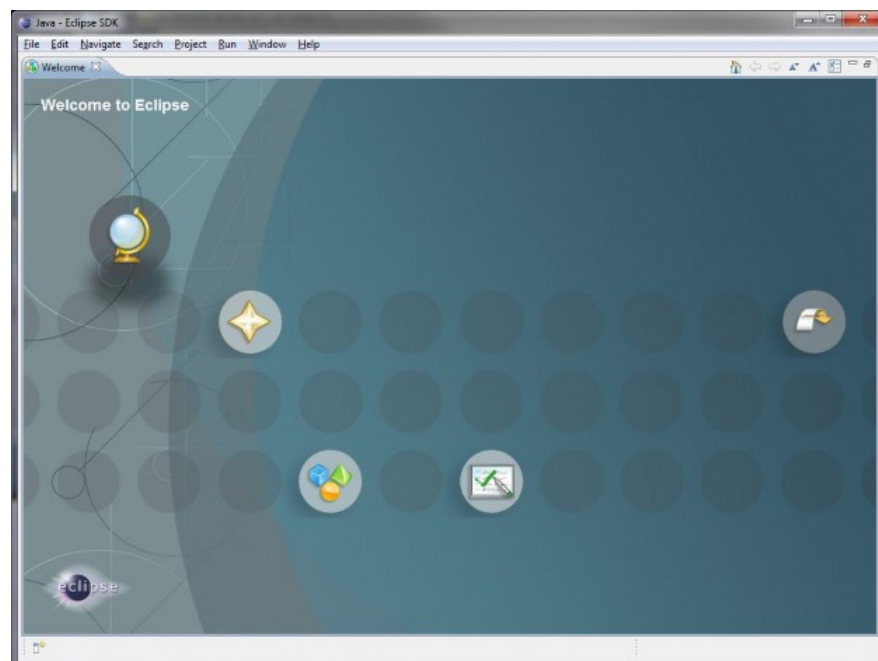 Java - Eclipse SDK
File Edit Navigate Search Project Run Window Help
Welcome
Welcome to Eclipse
eclipse